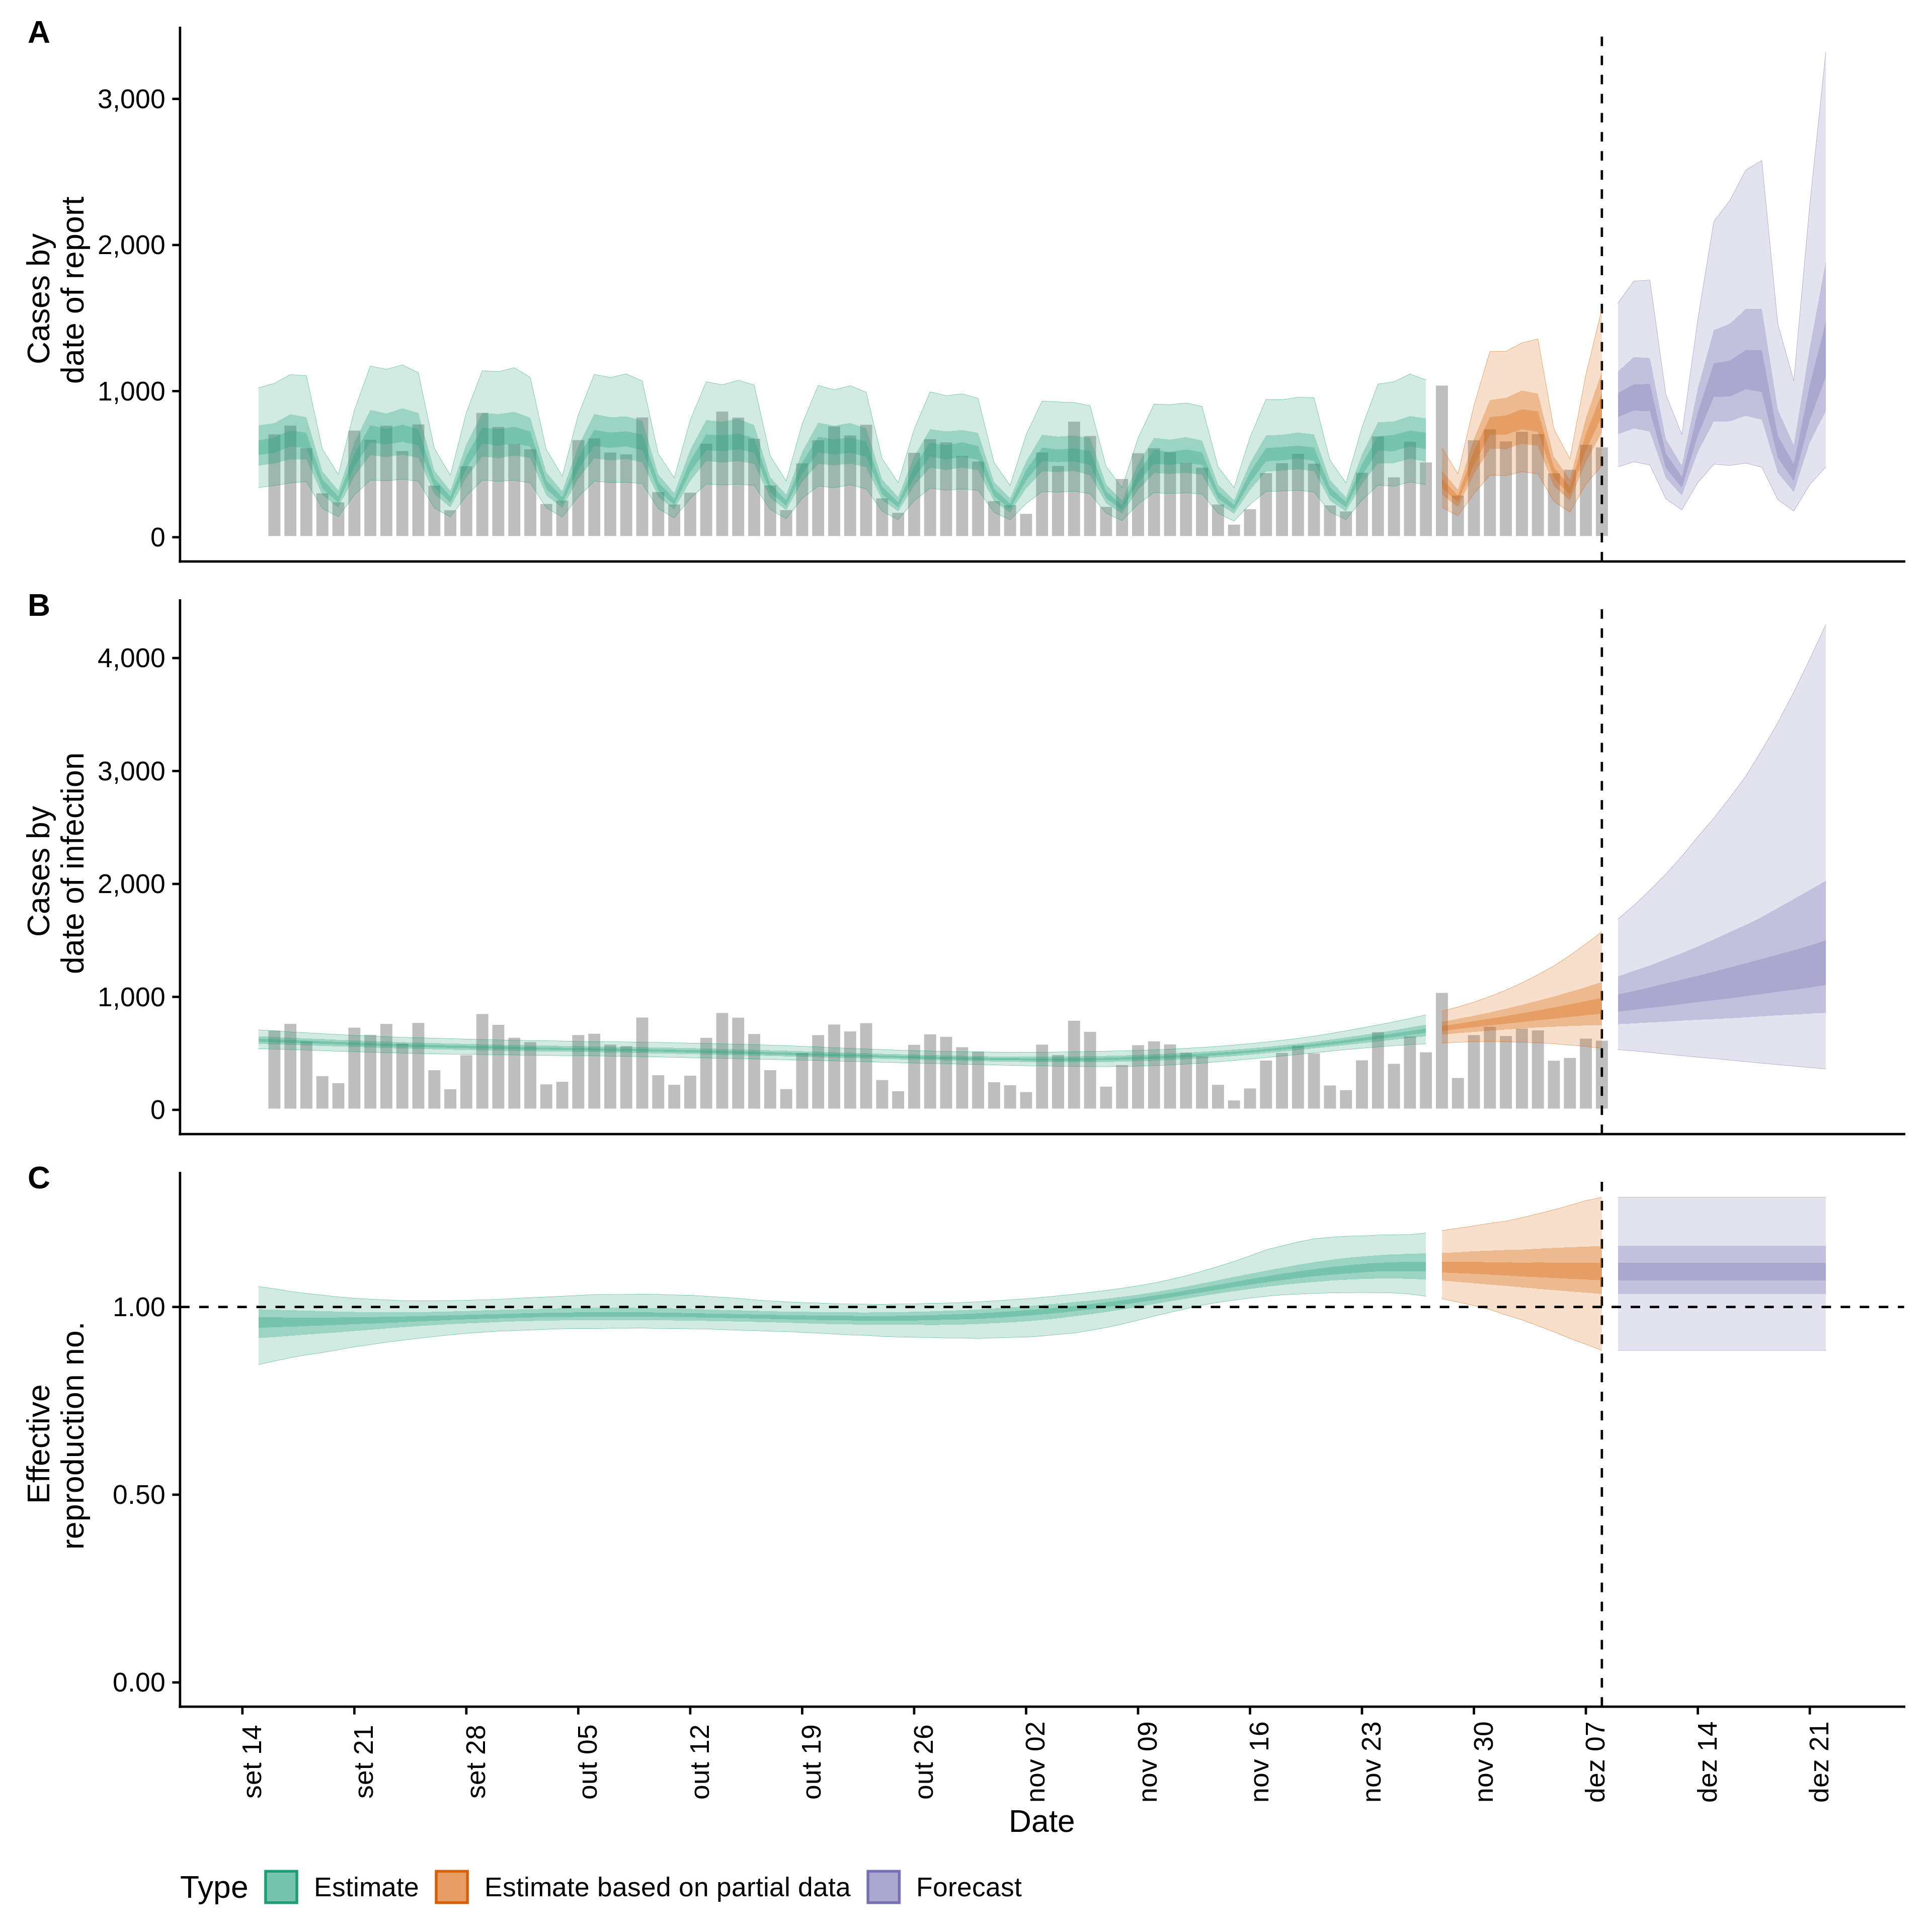 A
Cases by
date of report
3,000
2,000
1,000
0
B
Cases by
date of infection
4,000
3,000
2,000
1,000
0
C
Effective
reproduction no.
1.00
0.50
0.00
set 14
set 21
set 28
out 05
out 12
out 19
out 26
nov 02
nov 09
nov 16
nov 23
nov 30
dez 07
dez 14
dez 21
Date
Type Estimate Estimate based on partial data Forecast